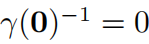 γ(𝟎)⁻¹ = 0